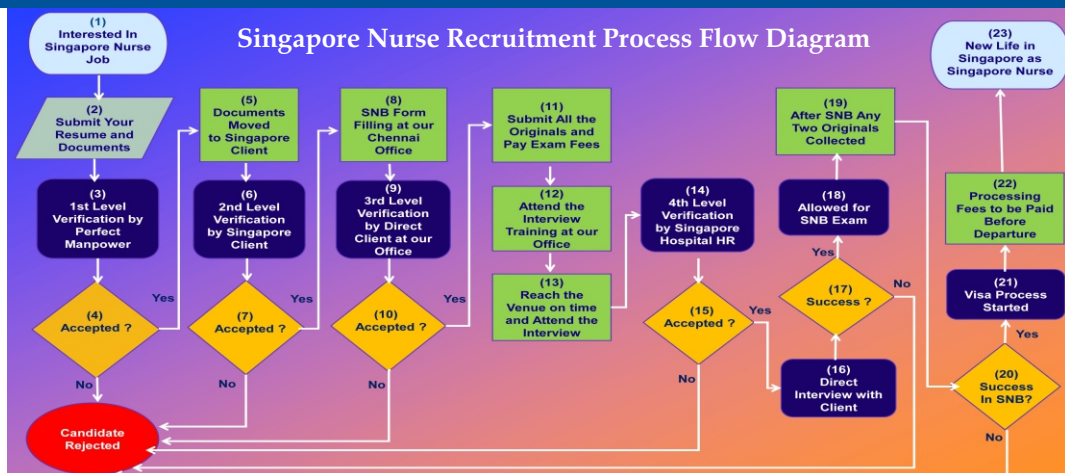 Singapore Nurse Recruitment Process Flow Diagram
(1)
Interested In
Singapore Nurse
Job
(2)
Submit Your
Resume and
Documents
(3)
1st Level
Verification by
Perfect
Manpower
(4)
Accepted ?
Yes
No
Candidate
Rejected
(5)
Documents
Moved
to Singapore
Client
(6)
2nd Level
Verification
by Singapore
Client
(7)
Accepted ?
Yes
No
(8)
SNB Form
Filling at our
Chennai
Office
(9)
3rd Level
Verification
by Direct
Client at our
Office
(10)
Accepted ?
Yes
No
(11)
Submit All the
Originals and
Pay Exam Fees
(12)
Attend the
Interview
Training at our
Office
(13)
Reach the
Venue on time
and Attend the
Interview
(14)
4th Level
Verification
by Singapore
Hospital HR
(15)
Accepted ?
Yes
No
(16)
Direct
Interview with
Client
(17)
Success ?
Yes
No
(18)
Allowed for
SNB Exam
(19)
After SNB Any
Two Originals
Collected
(20)
Success
In SNB?
Yes
No
(21)
Visa Process
Started
(22)
Processing
Fees to be Paid
Before
Departure
(23)
New Life in
Singapore as
Singapore Nurse